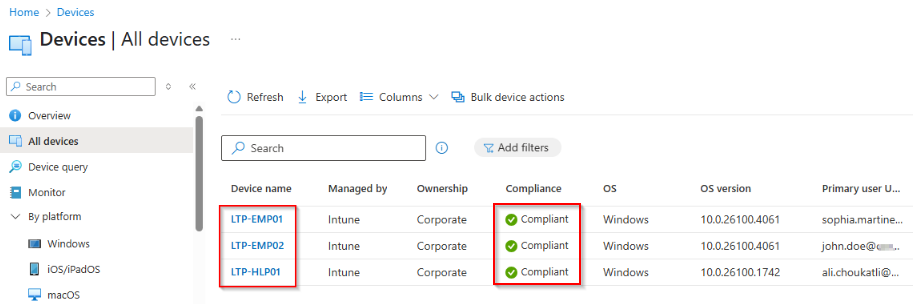 Home > Devices
Devices | All devices ...
Search
Overview
All devices
Device query
Monitor
By platform
Windows
iOS/iPadOS
macOS
Refresh Export Columns Bulk device actions
Search Add filters
Device name Managed by Ownership Compliance OS OS version Primary user U...
LTP-EMP01 Intune Corporate Compliant Windows 10.0.26100.4061 sophia.martine...
LTP-EMP02 Intune Corporate Compliant Windows 10.0.26100.4061 john.doe@
LTP-HLP01 Intune Corporate Compliant Windows 10.0.26100.1742 ali.choukatli@...